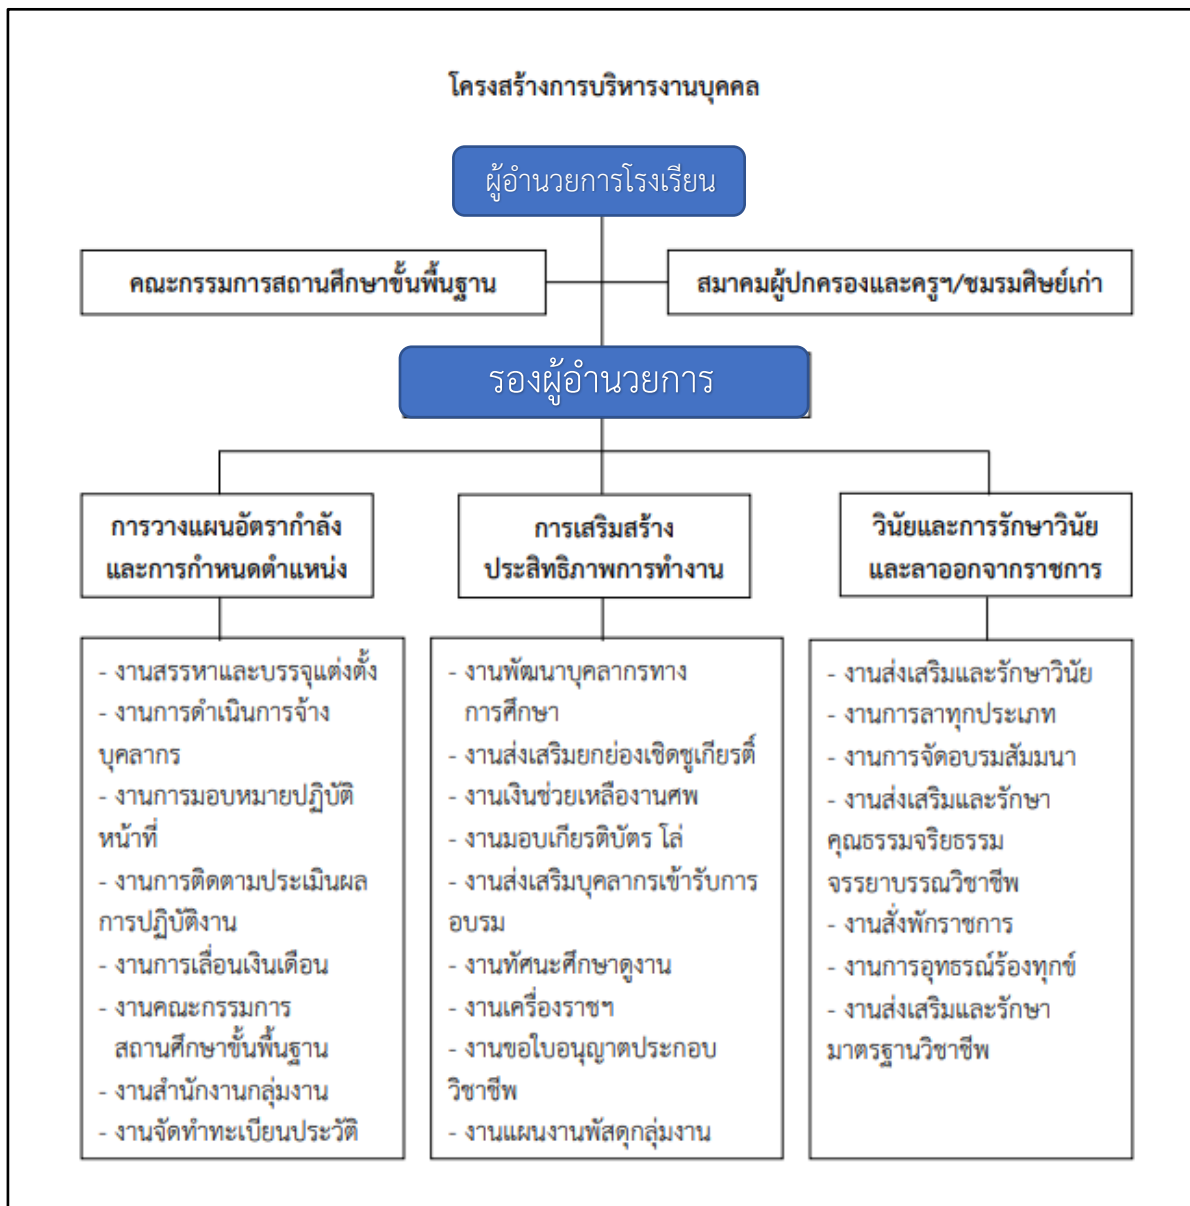 โครงสร้างการบริหารงานบุคคล
ผู้อำนวยการโรงเรียน
คณะกรรมการสถานศึกษาขั้นพื้นฐาน
สมาคมผู้ปกครองและครูฯ/ชมรมศิษย์เก่า
รองผู้อำนวยการ
การวางแผนอัตรากำลัง
และการกำหนดตำแหน่ง
การเสริมสร้าง
ประสิทธิภาพการทำงาน
วินัยและการรักษาวินัย
และลาออกจากราชการ
- งานสรรหาและบรรจุแต่งตั้ง
- งานการดำเนินการจ้าง
บุคลากร
- งานการมอบหมายปฏิบัติ
หน้าที่
- งานการติดตามประเมินผล
การปฏิบัติงาน
- งานการเลื่อนเงินเดือน
- งานคณะกรรมการ
สถานศึกษาขั้นพื้นฐาน
- งานสำนักงานกลุ่มงาน
- งานจัดทำทะเบียนประวัติ
- งานพัฒนาบุคลากรทาง
การศึกษา
- งานส่งเสริมยกย่องเชิดชูเกียรติ์
- งานเงินช่วยเหลืองานศพ
- งานมอบเกียรติบัตร โล่
- งานส่งเสริมบุคลากรเข้ารับการ
อบรม
- งานทัศนะศึกษาดูงาน
- งานเครื่องราชฯ
- งานขอใบอนุญาตประกอบ
วิชาชีพ
- งานแผนงานพัสดุกลุ่มงาน
- งานส่งเสริมและรักษาวินัย
- งานการลาทุกประเภท
- งานการจัดอบรมสัมมนา
- งานส่งเสริมและรักษา
คุณธรรมจริยธรรม
จรรยาบรรณวิชาชีพ
- งานสั่งพักราชการ
- งานการอุทธรณ์ร้องทุกข์
- งานส่งเสริมและรักษา
มาตรฐานวิชาชีพ